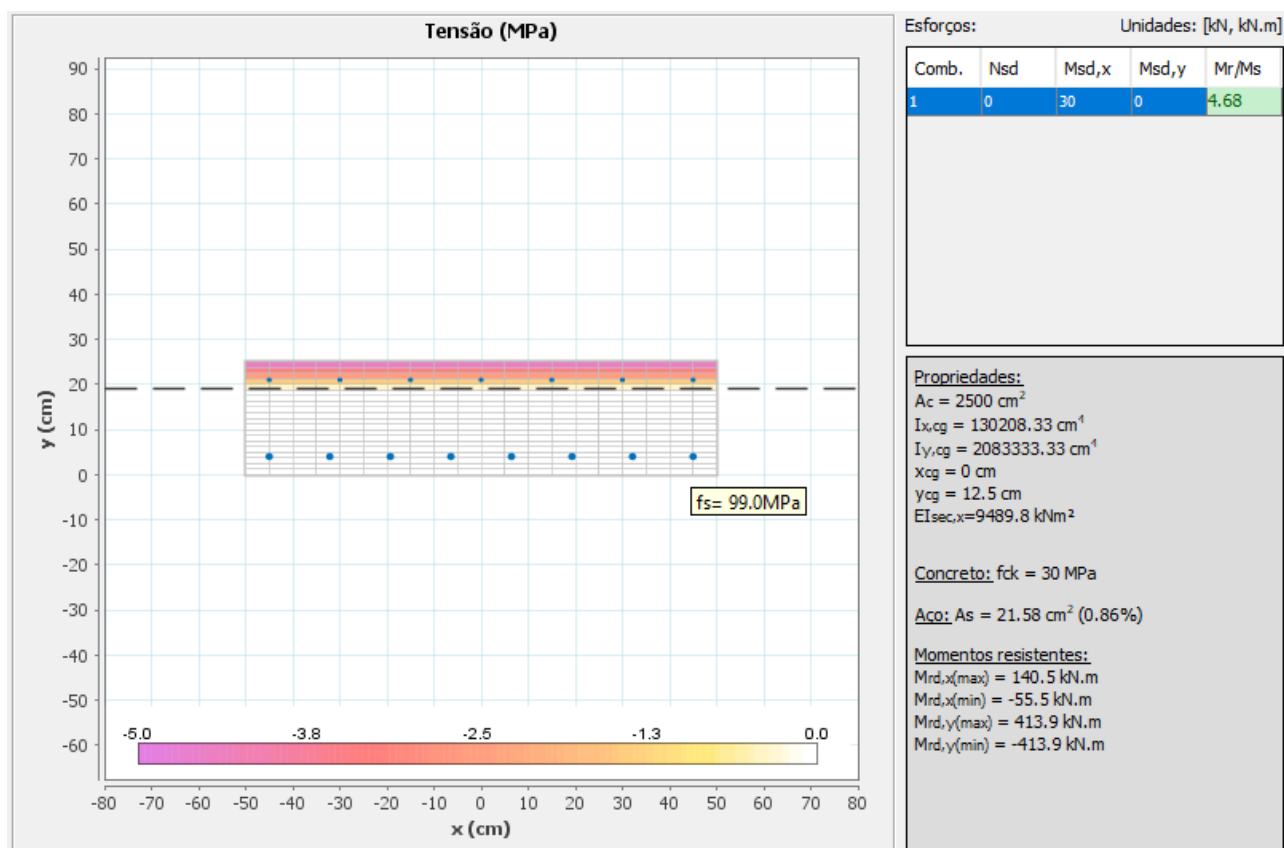 Tensão (MPa)
90
80
70
60
50
40
30
20
10
0
-10
-20
-30
-40
-50
-60
y (cm)
fs= 99.0MPa
-5.0 -3.8 -2.5 -1.3 0.0
-80 -70 -60 -50 -40 -30 -20 -10 0 10 20 30 40 50 60 70 80
x (cm)
Esforços: Unidades: [kN, kN.m]
Comb. Nsd Msd,x Msd,y Mr/Ms
1 0 30 0 4.68
Propriedades:
Ac = 2500 cm²
Ix,cg = 130208.33 cm⁴
Iy,cg = 2083333.33 cm⁴
xcg = 0 cm
ycg = 12.5 cm
EIsec,x=9489.8 kNm²
Concreto: fck = 30 MPa
Aço: As = 21.58 cm² (0.86%)
Momentos resistentes:
Mrd,x(max) = 140.5 kN.m
Mrd,x(min) = -55.5 kN.m
Mrd,y(max) = 413.9 kN.m
Mrd,y(min) = -413.9 kN.m